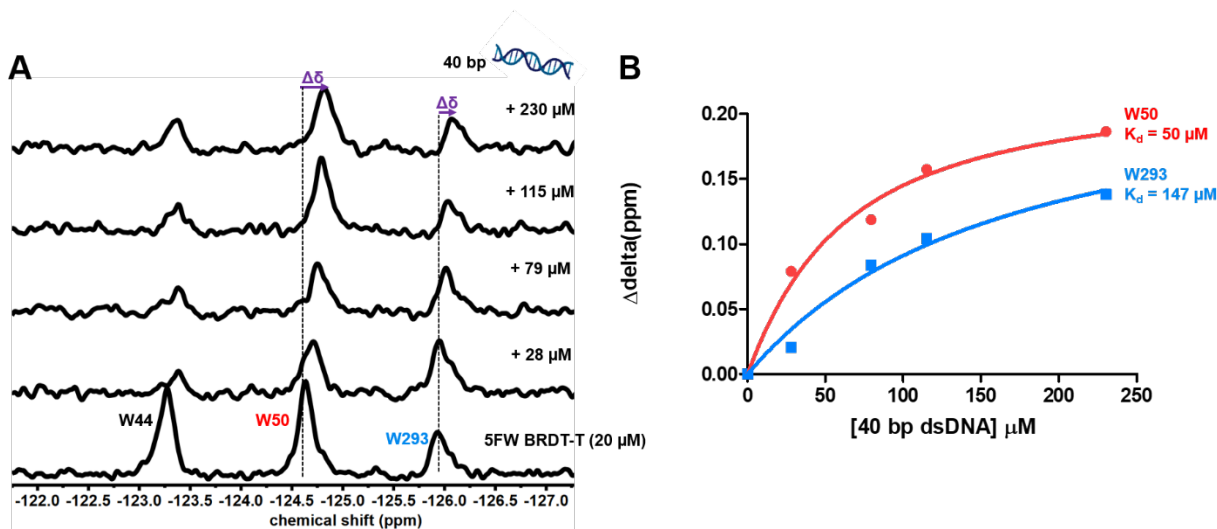 A
40 bp
Δδ
Δδ
+ 230 µM
+ 115 µM
+ 79 µM
+ 28 µM
W44
W50
W293
5FW BRDT-T (20 µM)
-122.0 -122.5 -123.0 -123.5 -124.0 -124.5 -125.0 -125.5 -126.0 -126.5 -127.0
chemical shift (ppm)
B
0.20
0.15
0.10
0.05
0.00
Δdelta(ppm)
W50
Kd = 50 µM
W293
Kd = 147 µM
0 50 100 150 200 250
[40 bp dsDNA] µM